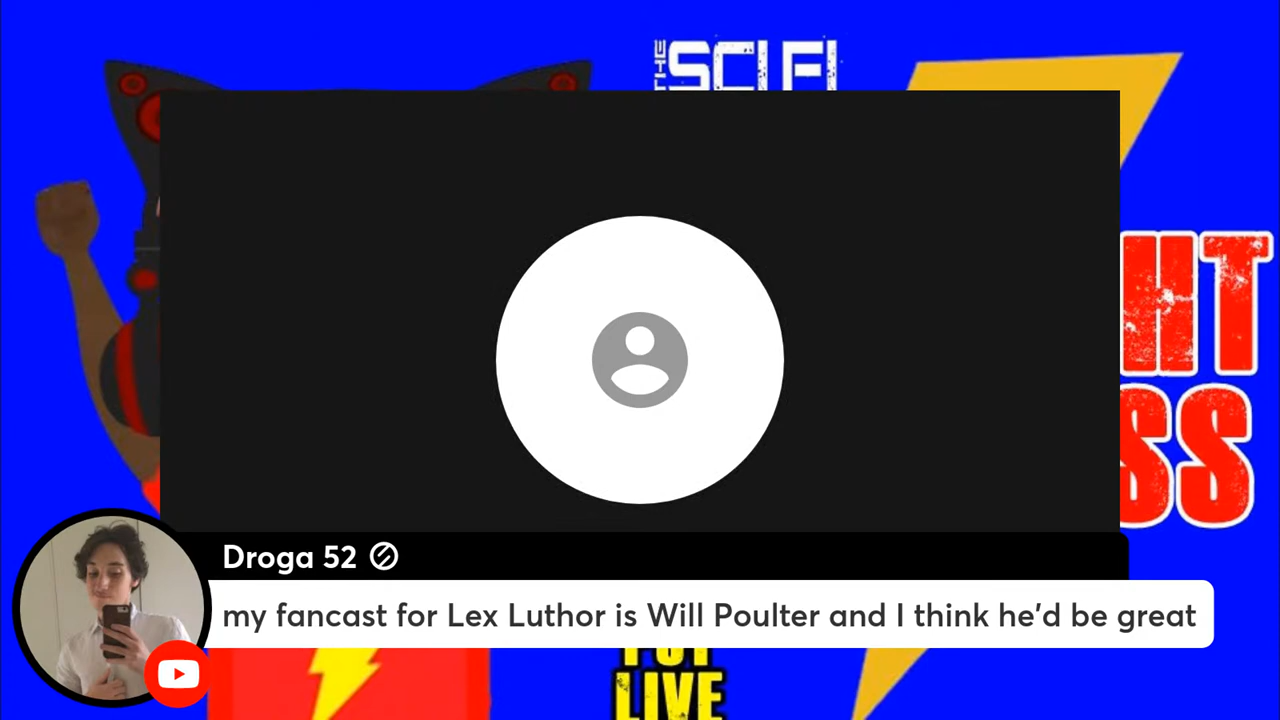 THE
SCI FI
HT
SS
Droga 52
my fancast for Lex Luthor is Will Poulter and I think he'd be great
LIVE